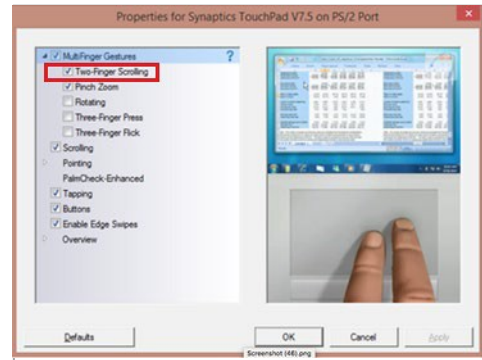 Properties for Synaptics TouchPad V7.5 on PS/2 Port
MultiFinger Gestures ?
Two-Finger Scrolling
Pinch Zoom
Rotating
Three-Finger Press
Three-Finger Flick
Scrolling
Pointing
PalmCheck-Enhanced
Tapping
Buttons
Enable Edge Swipes
Overview
Defaults
OK
Cancel
Apply
Screenshot (46).png